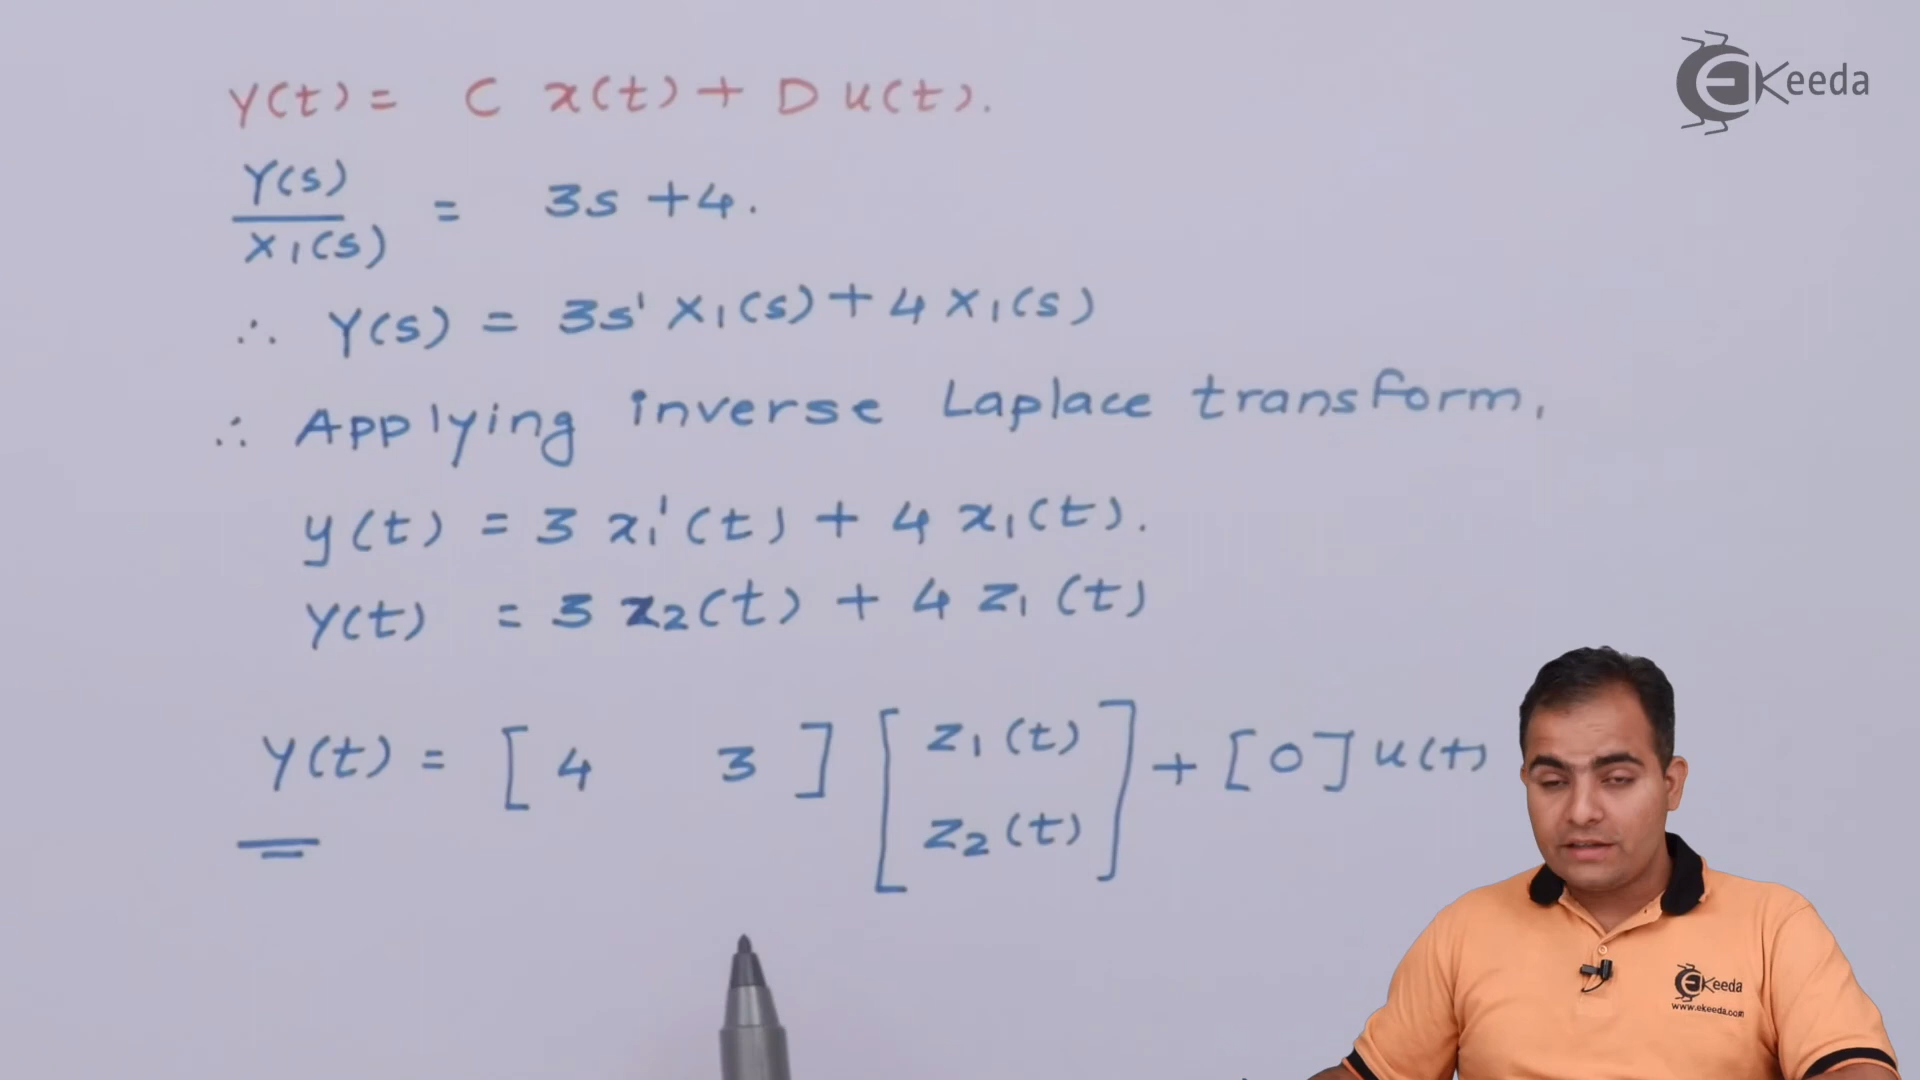 Y(t) = C x(t) + D u(t).
Y(s)
X1(s)
= 3s + 4.
∴ Y(s) = 3s' X1(s) + 4 X1(s)
∴ Applying inverse Laplace transform,
y(t) = 3 x1'(t) + 4 x1(t).
Y(t) = 3 z2(t) + 4 z1(t)
Y(t) = [ 4 3 ] [ z1(t) ] + [0] u(t)
z2(t)
EKeeda
EKeeda
www.ekeeda.com